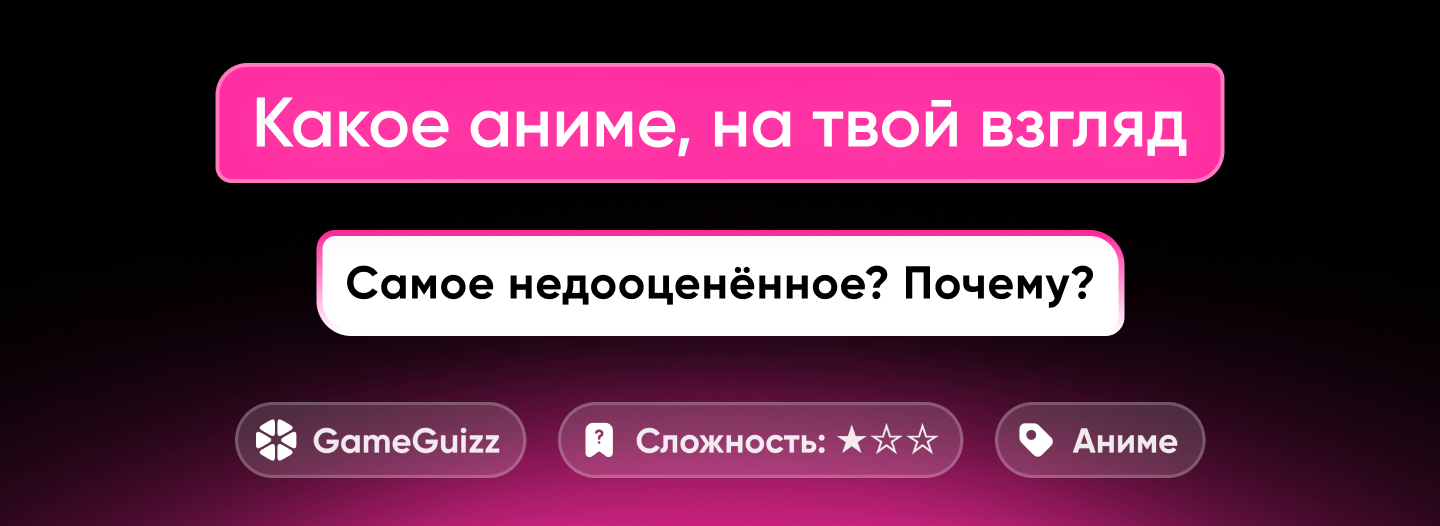 Какое аниме, на твой взгляд
Самое недооценённое? Почему?
GameGuizz
Сложность: ★☆☆
Аниме